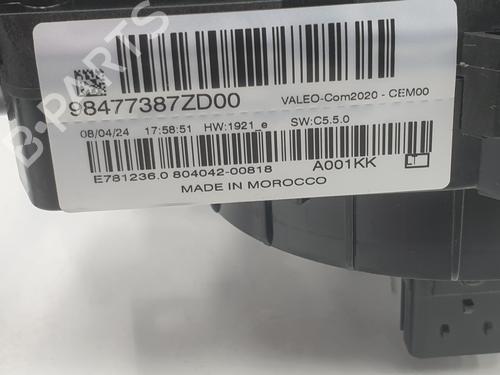 B-PARTS
98477387ZD00
VALEO-Com2020 - CEM00
08/04/24 17:58:51 HW:1921_e SW:C5.5.0
E781236.0 804042-00818 A001KK
MADE IN MOROCCO